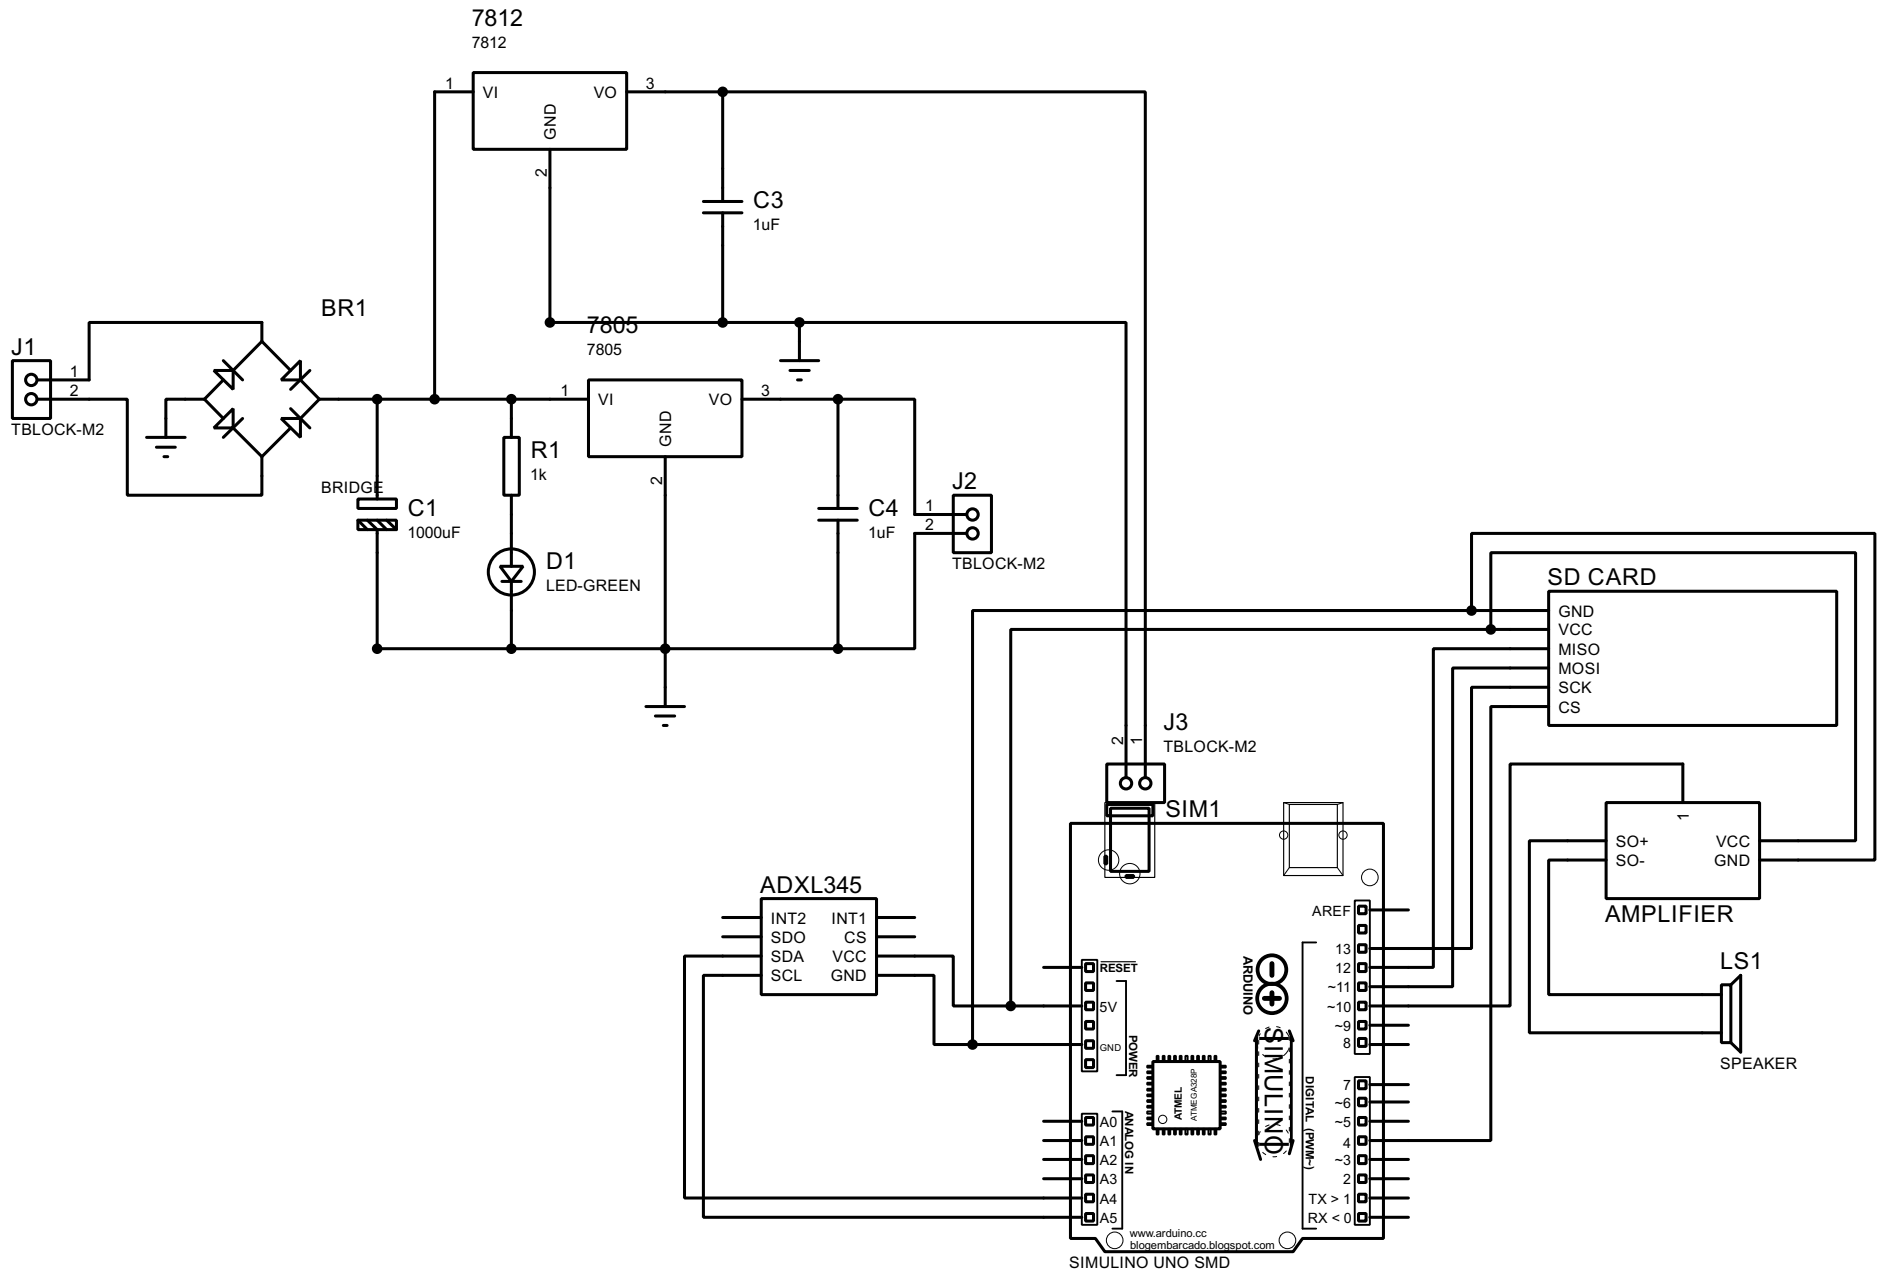 7812
7812
1
VI
VO
3
GND
2
C3
1uF
BR1
J1
1
2
TBLOCK-M2
BRIDGE
7805
7805
1
VI
VO
3
GND
2
R1
1k
C1
1000uF
D1
LED-GREEN
C4
1uF
J2
1
2
TBLOCK-M2
SD CARD
GND
VCC
MISO
MOSI
SCK
CS
J3
TBLOCK-M2
2
1
SIM1
1
SO+
SO-
VCC
GND
AMPLIFIER
LS1
SPEAKER
ADXL345
INT2
SDO
SDA
SCL
INT1
CS
VCC
GND
RESET
5V
GND
POWER
A0
A1
A2
A3
A4
A5
ANALOG IN
ARDUINO
SIMULINO
ATMEL
ATMEGA328P
AREF
13
12
~11
~10
~9
8
7
~6
~5
4
~3
2
TX > 1
RX < 0
DIGITAL (PWM~)
www.arduino.cc
blogembarcado.blogspot.com
SIMULINO UNO SMD